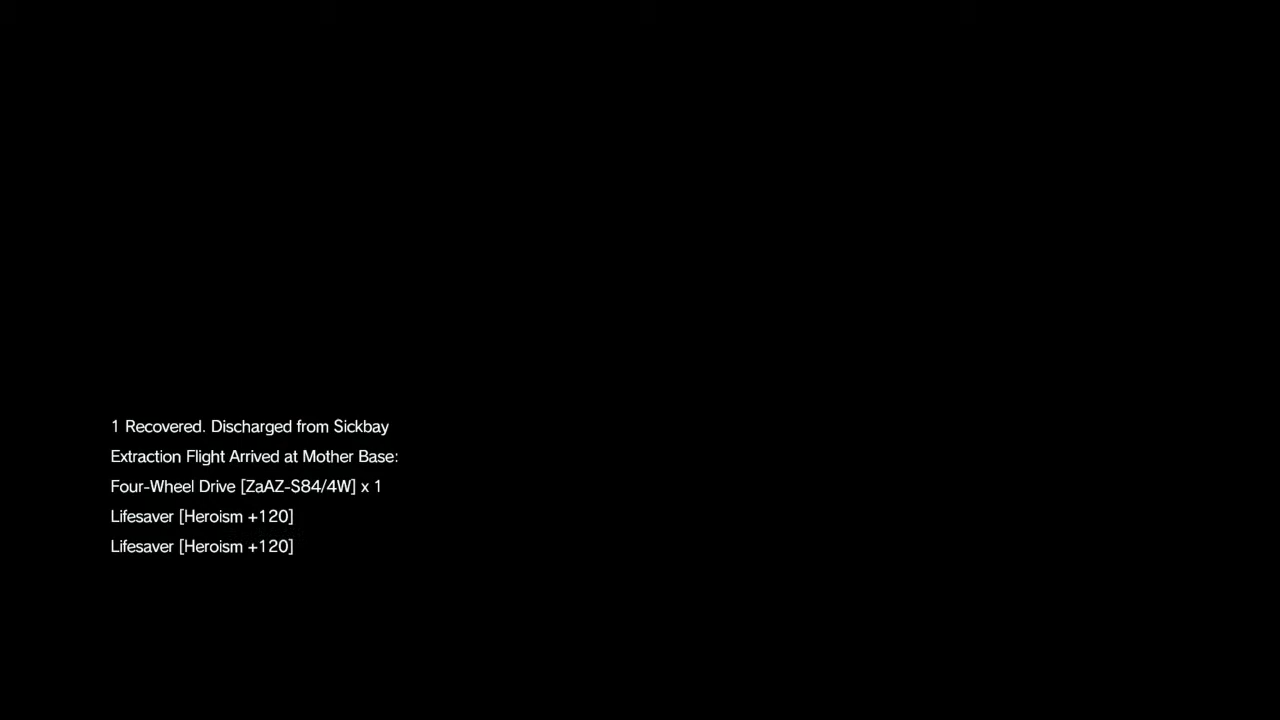 1 Recovered. Discharged from Sickbay
Extraction Flight Arrived at Mother Base:
Four-Wheel Drive [ZaAZ-S84/4W] x 1
Lifesaver [Heroism +120]
Lifesaver [Heroism +120]